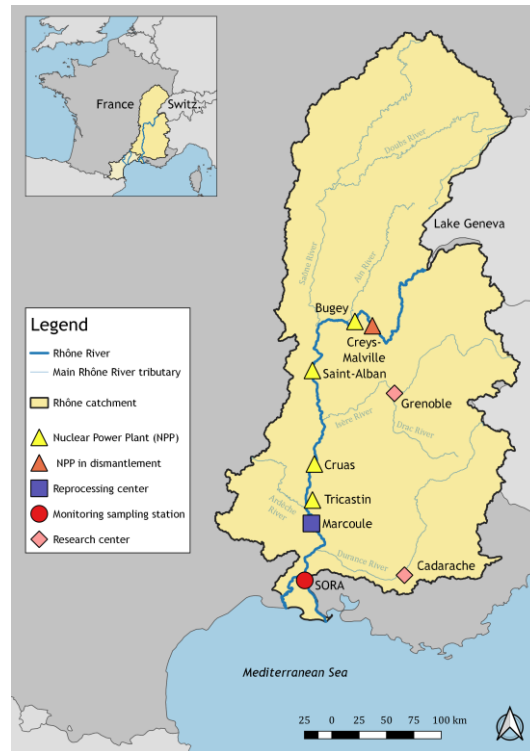 France
Switz.
Doubs River
Lake Geneva
Saône River
Ain River
Bugey
Creys-
Malville
Saint-Alban
Grenoble
Isère River
Drac River
Cruas
Tricastin
Ardèche
River
Marcoule
Durance River
Cadarache
SORA
Mediterranean Sea
Legend
Rhône River
Main Rhône River tributary
Rhône catchment
Nuclear Power Plant (NPP)
NPP in dismantlement
Reprocessing center
Monitoring sampling station
Research center
25 0 25 50 75 100 km